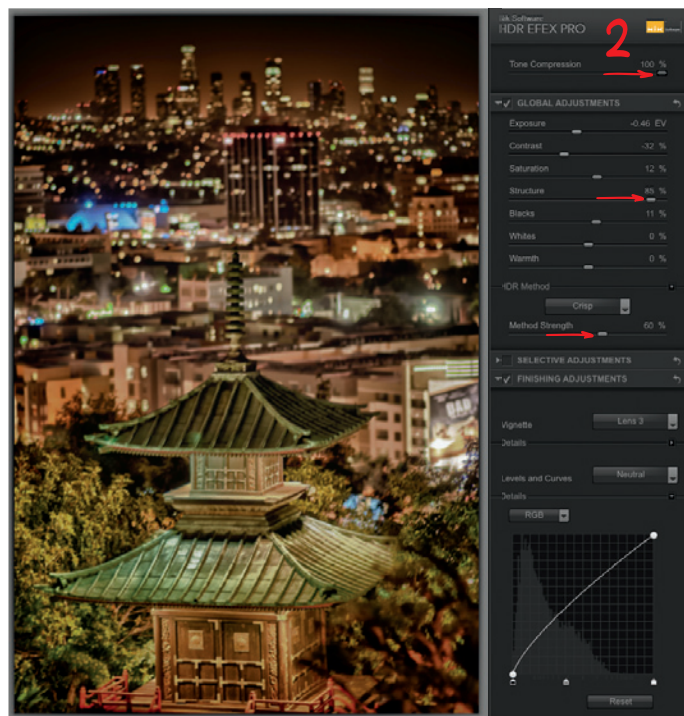 Nik Software
HDR EFEX PRO
2
Tone Compression 100 %
GLOBAL ADJUSTMENTS
Exposure -0.46 EV
Contrast -32 %
Saturation 12 %
Structure 85 %
Blacks 11 %
Whites 0 %
Warmth 0 %
HDR Method
Crisp
Method Strength 60 %
SELECTIVE ADJUSTMENTS
FINISHING ADJUSTMENTS
Vignette Lens 3
Details
Levels and Curves Neutral
Details
RGB
Reset